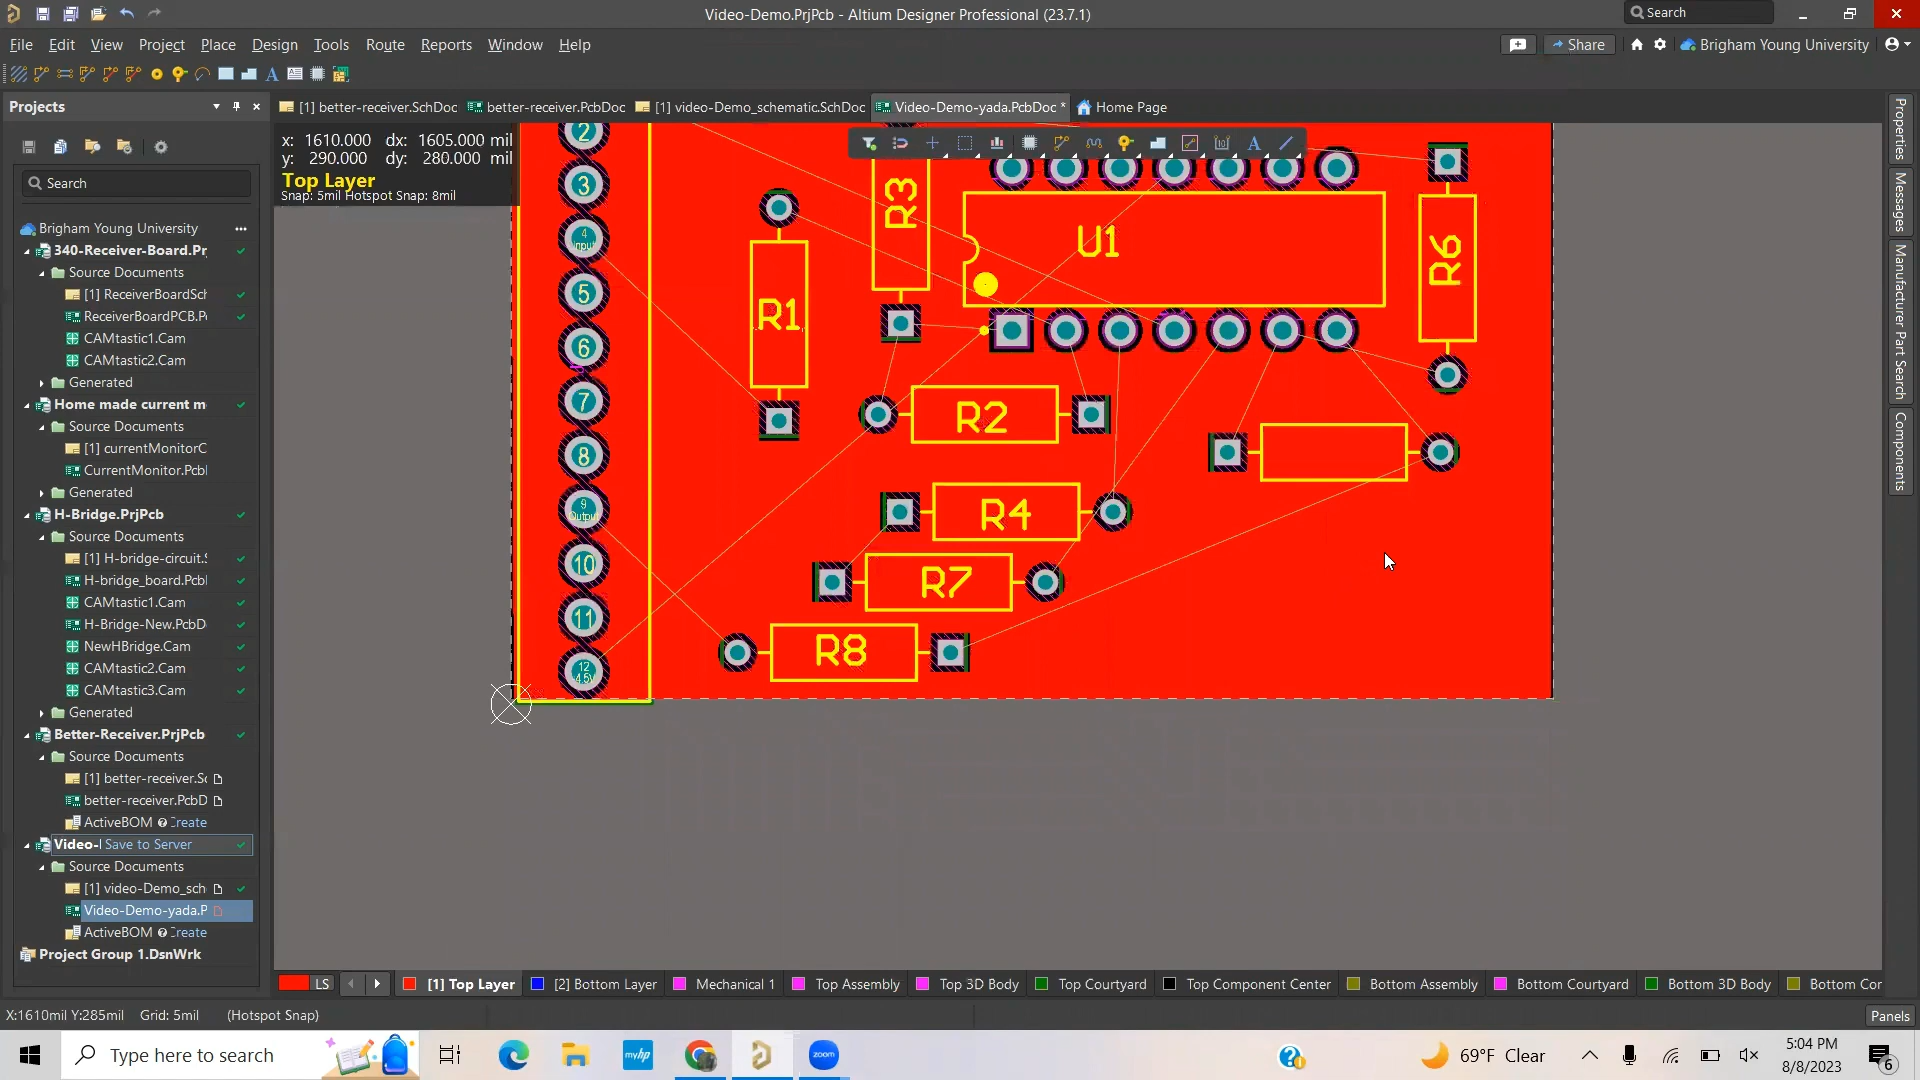 Video-Demo.PrjPcb - Altium Designer Professional (23.7.1)
Search
File Edit View Project Place Design Tools Route Reports Window Help
Share
Brigham Young University
Projects
[1] better-receiver.SchDoc
better-receiver.PcbDoc
[1] video-Demo_schematic.SchDoc
Video-Demo-yada.PcbDoc *
Home Page
x: 1610.000 dx: 1605.000 mil
y: 290.000 dy: 280.000 mil
Top Layer
Snap: 5mil Hotspot Snap: 8mil
Search
Brigham Young University
340-Receiver-Board.Pr
Source Documents
[1] ReceiverBoardSch
ReceiverBoardPCB.P
CAMtastic1.Cam
CAMtastic2.Cam
Generated
Home made current m
Source Documents
[1] currentMonitorC
CurrentMonitor.Pcb
Generated
H-Bridge.PrjPcb
Source Documents
[1] H-bridge-circuit.S
H-bridge_board.Pcb
CAMtastic1.Cam
H-Bridge-New.PcbD
NewHBridge.Cam
CAMtastic2.Cam
CAMtastic3.Cam
Generated
Better-Receiver.PrjPcb
Source Documents
[1] better-receiver.Sc
better-receiver.PcbD
ActiveBOM Create
Video- Save to Server
Source Documents
[1] video-Demo_sch
Video-Demo-yada.P
ActiveBOM Create
Project Group 1.DsnWrk
2
3
4
Input
5
6
7
8
9
Output
10
11
12
4.5V
R1
R3
U1
R6
R2
R4
R7
R8
Properties
Messages
Manufacturer Part Search
Components
LS
[1] Top Layer
[2] Bottom Layer
Mechanical 1
Top Assembly
Top 3D Body
Top Courtyard
Top Component Center
Bottom Assembly
Bottom Courtyard
Bottom 3D Body
Bottom Cor
X:1610mil Y:285mil Grid: 5mil (Hotspot Snap)
Panels
Type here to search
myhp
zoom
69°F Clear
5:04 PM
8/8/2023
6